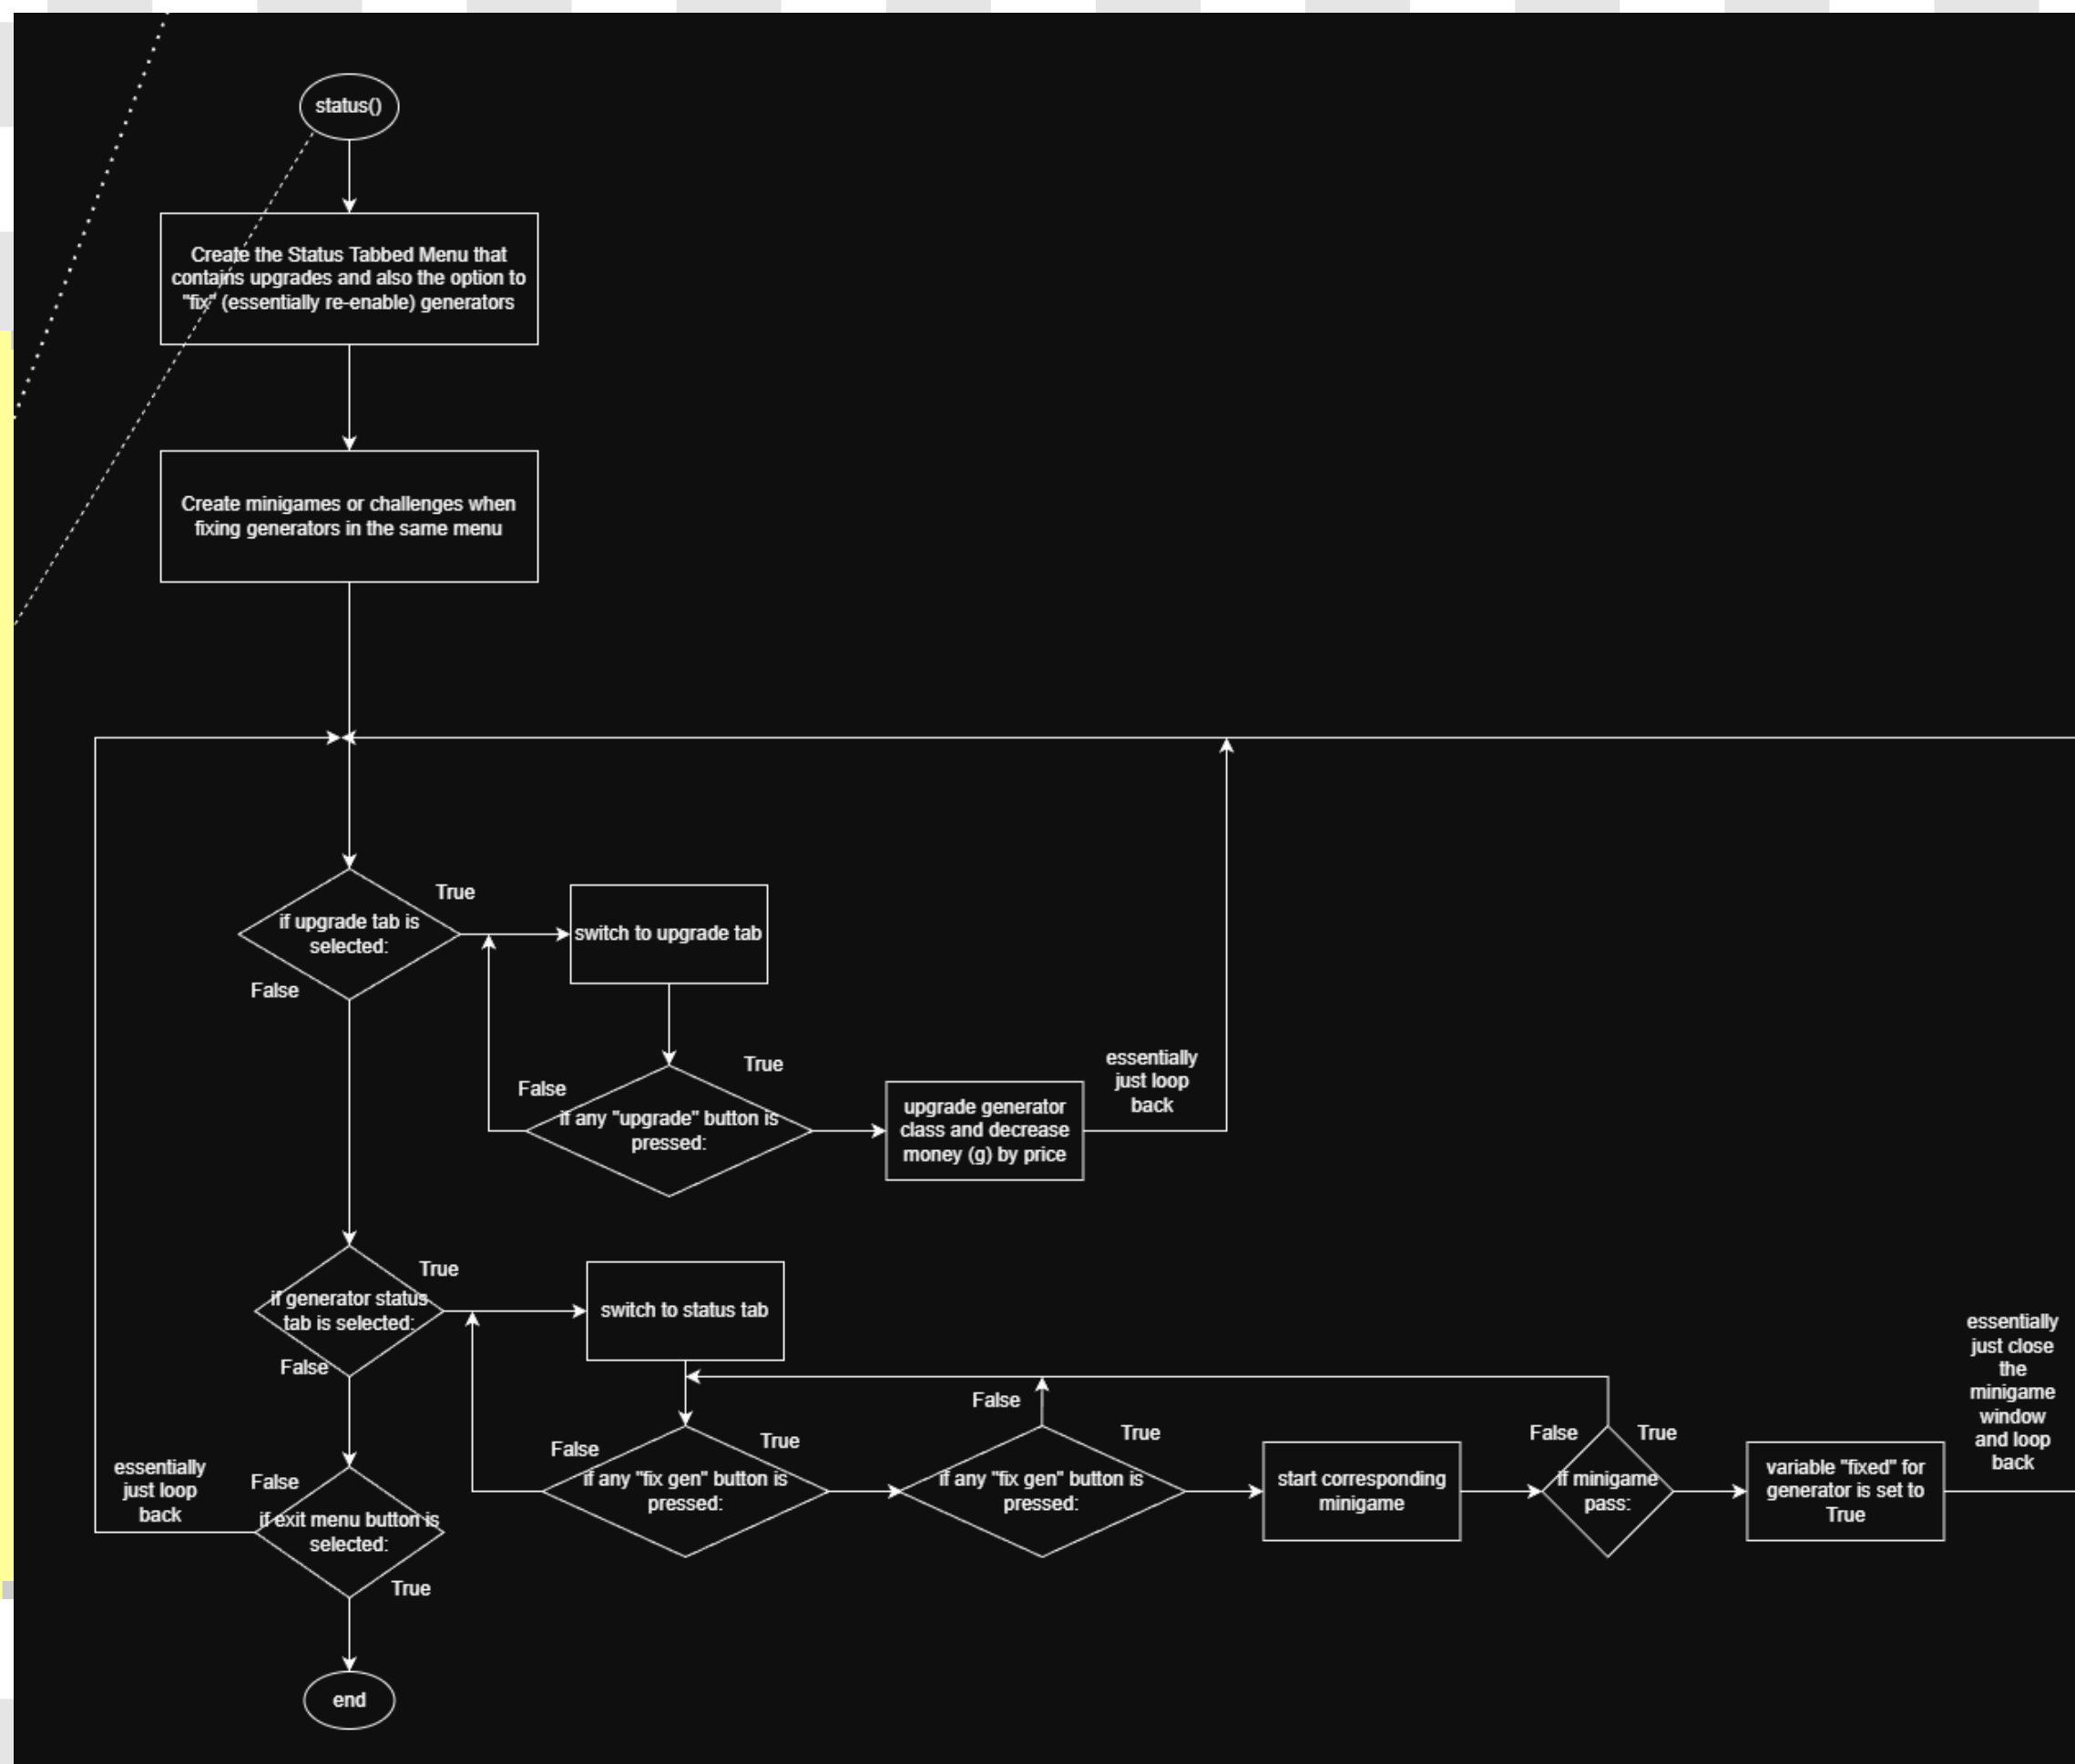 status()
Create the Status Tabbed Menu that
contains upgrades and also the option to
"fix" (essentially re-enable) generators
Create minigames or challenges when
fixing generators in the same menu
True
if upgrade tab is
selected:
False
switch to upgrade tab
True
False
if any "upgrade" button is
pressed:
upgrade generator
class and decrease
money (g) by price
essentially
just loop
back
True
if generator status
tab is selected:
False
switch to status tab
False
True
if any "fix gen" button is
pressed:
False
True
if any "fix gen" button is
pressed:
start corresponding
minigame
False
True
If minigame
pass:
variable "fixed" for
generator is set to
True
essentially
just close
the
minigame
window
and loop
back
essentially
just loop
back
False
if exit menu button is
selected:
True
end